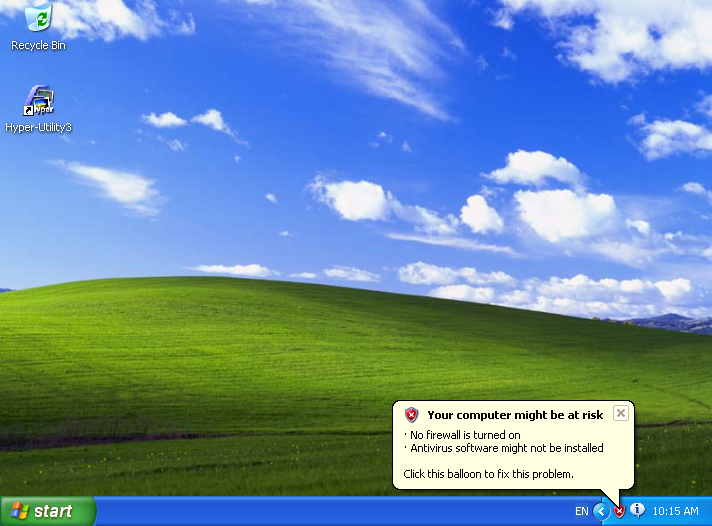 Recycle Bin
Hyper
Hyper-Utility3
Your computer might be at risk
· No firewall is turned on
· Antivirus software might not be installed
Click this balloon to fix this problem.
start
EN
10:15 AM